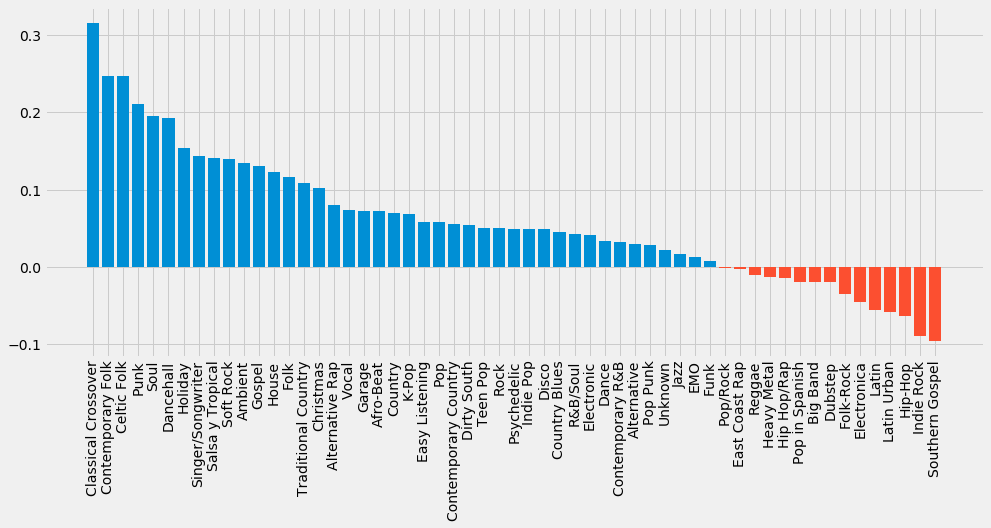 0.3
0.2
0.1
0.0
−0.1
Classical Crossover
Contemporary Folk
Celtic Folk
Punk
Soul
Dancehall
Holiday
Singer/Songwriter
Salsa y Tropical
Soft Rock
Ambient
Gospel
House
Folk
Traditional Country
Christmas
Alternative Rap
Vocal
Garage
Afro-Beat
Country
K-Pop
Easy Listening
Pop
Contemporary Country
Dirty South
Teen Pop
Rock
Psychedelic
Indie Pop
Disco
Country Blues
R&B/Soul
Electronic
Dance
Contemporary R&B
Alternative
Pop Punk
Unknown
Jazz
EMO
Funk
Pop/Rock
East Coast Rap
Reggae
Heavy Metal
Hip Hop/Rap
Pop in Spanish
Big Band
Dubstep
Folk-Rock
Electronica
Latin
Latin Urban
Hip-Hop
Indie Rock
Southern Gospel